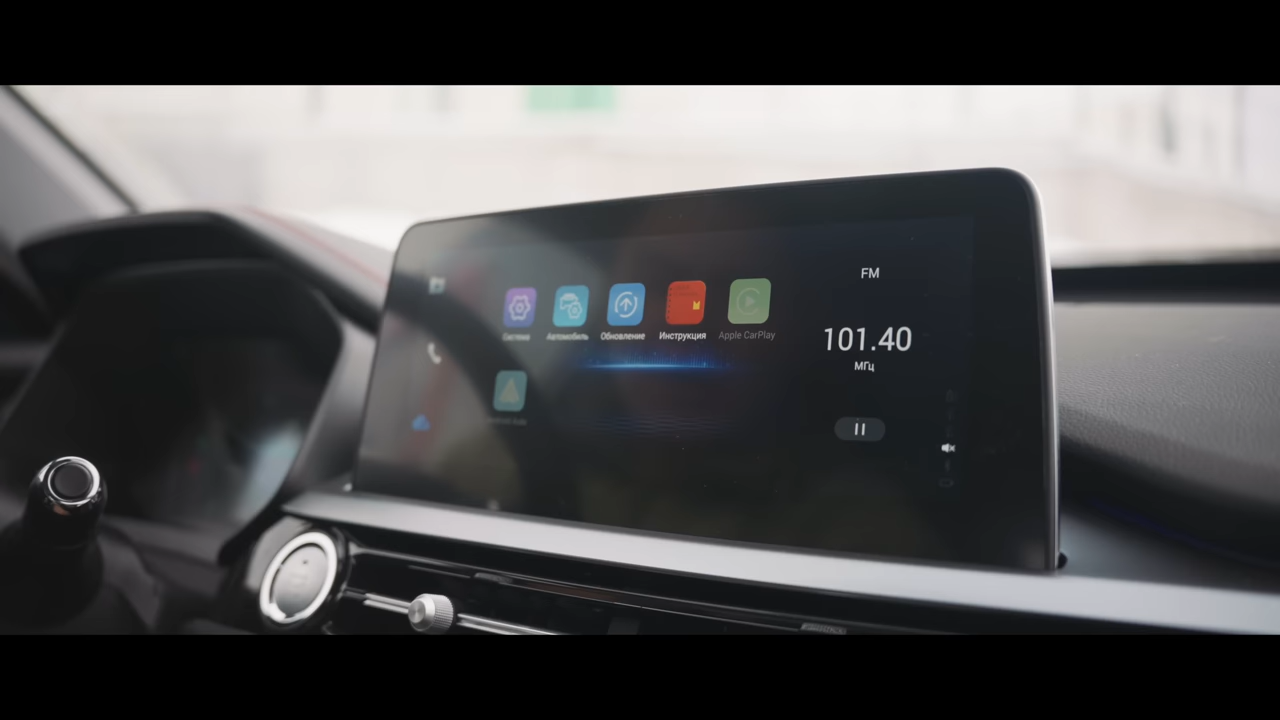 FM
Система
Автомобиль
Обновление
Инструкция
Apple CarPlay
101.40
МГц